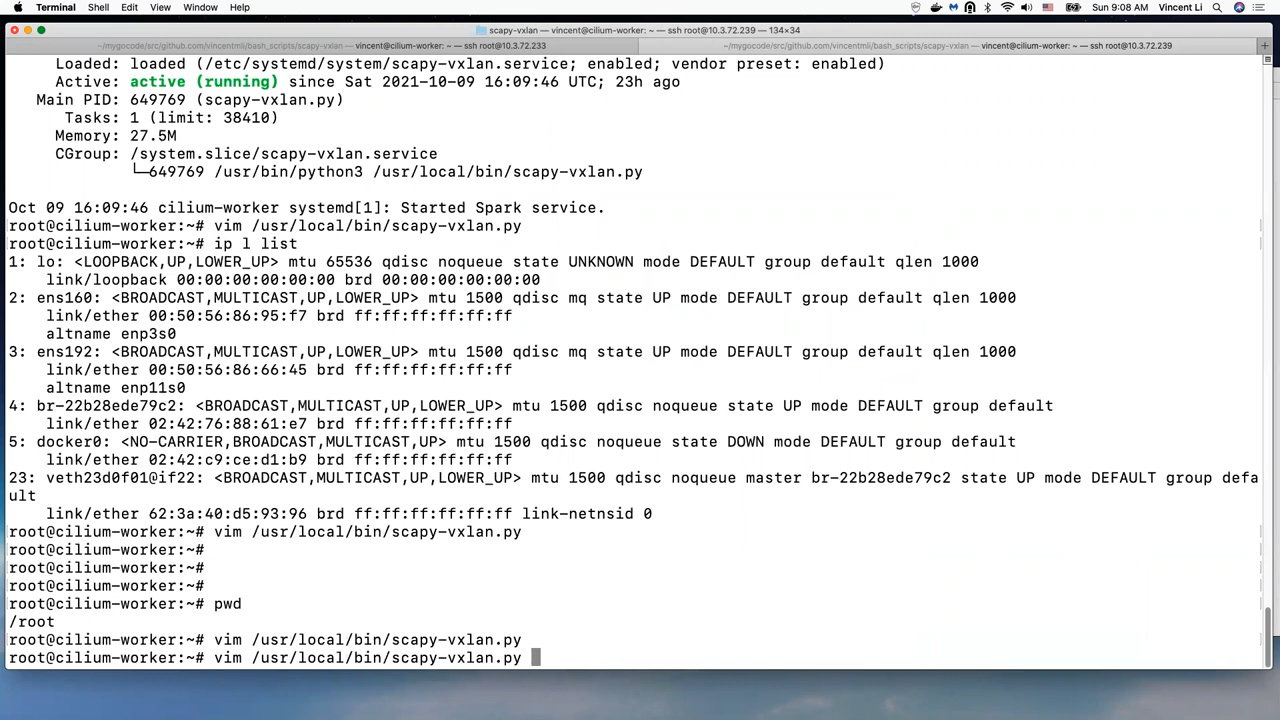 Terminal Shell Edit View Window Help Sun 9:08 AM Vincent Li
scapy-vxlan — vincent@cilium-worker: ~ — ssh root@10.3.72.239 — 134×34
~/mygocode/src/github.com/vincentmli/bash_scripts/scapy-vxlan — vincent@cilium-worker: ~ — ssh root@10.3.72.233
~/mygocode/src/github.com/vincentmli/bash_scripts/scapy-vxlan — vincent@cilium-worker: ~ — ssh root@10.3.72.239
Loaded: loaded (/etc/systemd/system/scapy-vxlan.service; enabled; vendor preset: enabled)
Active: active (running) since Sat 2021-10-09 16:09:46 UTC; 23h ago
Main PID: 649769 (scapy-vxlan.py)
Tasks: 1 (limit: 38410)
Memory: 27.5M
CGroup: /system.slice/scapy-vxlan.service
└─649769 /usr/bin/python3 /usr/local/bin/scapy-vxlan.py
Oct 09 16:09:46 cilium-worker systemd[1]: Started Spark service.
root@cilium-worker:~# vim /usr/local/bin/scapy-vxlan.py
root@cilium-worker:~# ip l list
1: lo: <LOOPBACK,UP,LOWER_UP> mtu 65536 qdisc noqueue state UNKNOWN mode DEFAULT group default qlen 1000
link/loopback 00:00:00:00:00:00 brd 00:00:00:00:00:00
2: ens160: <BROADCAST,MULTICAST,UP,LOWER_UP> mtu 1500 qdisc mq state UP mode DEFAULT group default qlen 1000
link/ether 00:50:56:86:95:f7 brd ff:ff:ff:ff:ff:ff
altname enp3s0
3: ens192: <BROADCAST,MULTICAST,UP,LOWER_UP> mtu 1500 qdisc mq state UP mode DEFAULT group default qlen 1000
link/ether 00:50:56:86:66:45 brd ff:ff:ff:ff:ff:ff
altname enp11s0
4: br-22b28ede79c2: <BROADCAST,MULTICAST,UP,LOWER_UP> mtu 1500 qdisc noqueue state UP mode DEFAULT group default
link/ether 02:42:76:88:61:e7 brd ff:ff:ff:ff:ff:ff
5: docker0: <NO-CARRIER,BROADCAST,MULTICAST,UP> mtu 1500 qdisc noqueue state DOWN mode DEFAULT group default
link/ether 02:42:c9:ce:d1:b9 brd ff:ff:ff:ff:ff:ff
23: veth23d0f01@if22: <BROADCAST,MULTICAST,UP,LOWER_UP> mtu 1500 qdisc noqueue master br-22b28ede79c2 state UP mode DEFAULT group defa
ult
link/ether 62:3a:40:d5:93:96 brd ff:ff:ff:ff:ff:ff link-netnsid 0
root@cilium-worker:~# vim /usr/local/bin/scapy-vxlan.py
root@cilium-worker:~#
root@cilium-worker:~#
root@cilium-worker:~#
root@cilium-worker:~# pwd
/root
root@cilium-worker:~# vim /usr/local/bin/scapy-vxlan.py
root@cilium-worker:~# vim /usr/local/bin/scapy-vxlan.py